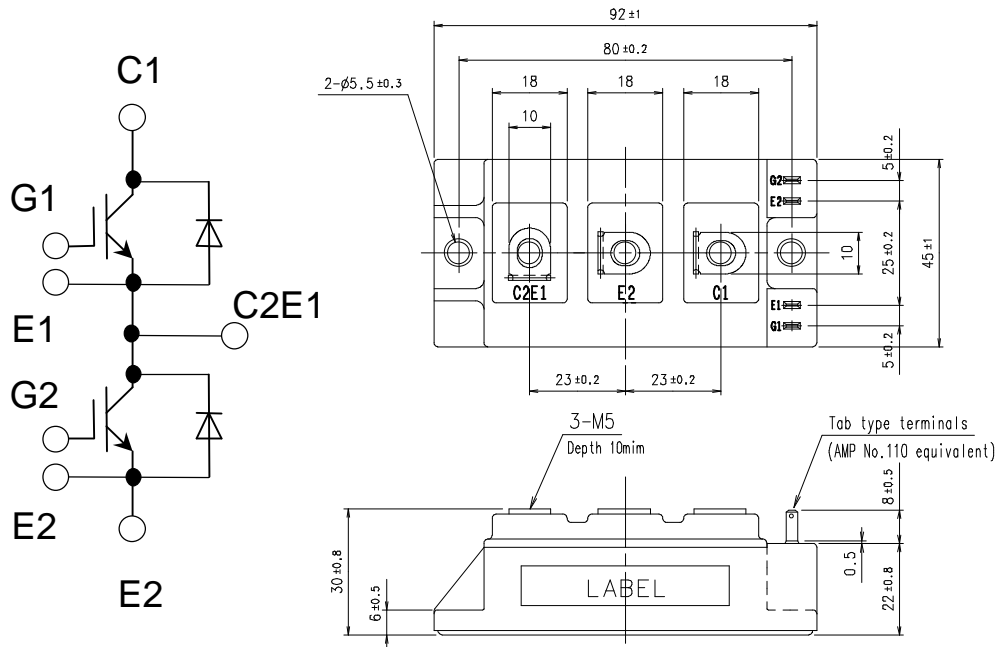 C1
G1
E1
C2E1
G2
E2
E2
92±1
80±0.2
2-ø5.5±0.3
18
18
18
10
5±0.2
G2
E2
10
25±0.2
45±1
C2E1
E2
C1
E1
G1
5±0.2
23±0.2
23±0.2
3-M5
Depth 10mim
Tab type terminals
(AMP No.110 equivalent)
8±0.5
0.5
30±0.8
6±0.5
LABEL
22±0.8